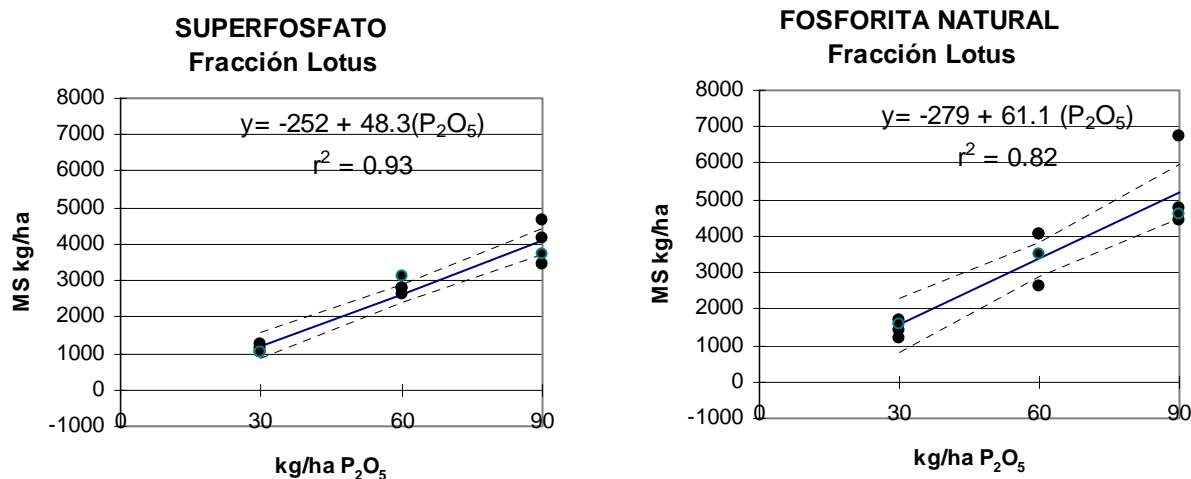 SUPERFOSFATO
Fracción Lotus
8000
7000
6000
5000
4000
3000
2000
1000
0
-1000
y= -252 + 48.3(P₂O₅)
r² = 0.93
MS kg/ha
0 30 60 90
kg/ha P₂O₅
FOSFORITA NATURAL
Fracción Lotus
8000
7000
6000
5000
4000
3000
2000
1000
0
-1000
y= -279 + 61.1 (P₂O₅)
r² = 0.82
MS kg/ha
0 30 60 90
kg/ha P₂O₅